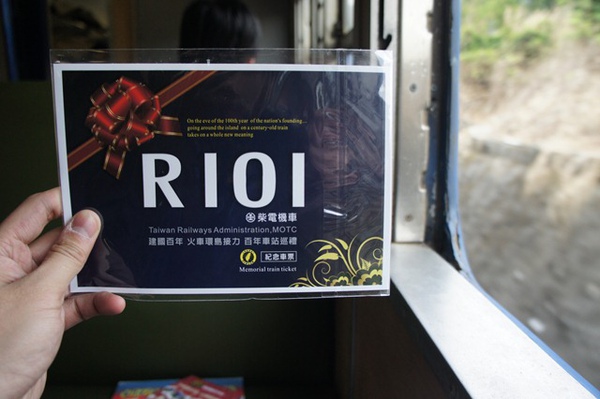 On the eve of the 100th year of the nation's founding...
going around the island on a century-old train
takes on a whole new meaning
R101
柴電機車
Taiwan Railways Administration,MOTC
建國百年 火車環島接力 百年車站巡禮
紀念車票
Memorial train ticket